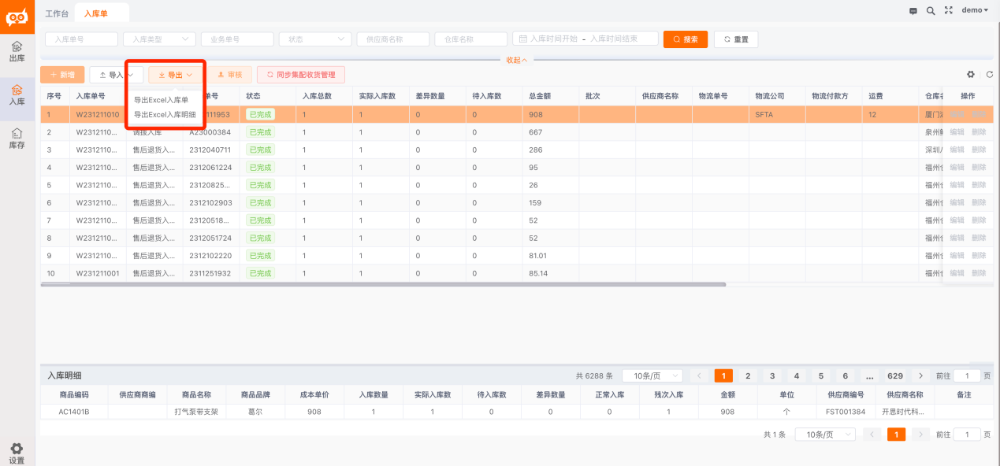 工作台 入库单 demo
入库单号 入库类型 业务单号 状态 供应商名称 仓库名称 入库时间开始 - 入库时间结束 搜索 重置
收起
出库
入库
库存
设置
+ 新增 导入 导出 审核 同步集配收货管理
导出Excel入库单
导出Excel入库明细
序号 入库单号 单号 状态 入库总数 实际入库数 差异数量 待入库数 总金额 批次 供应商名称 物流单号 物流公司 物流付款方 运费 仓库 操作
1 W231211010 111953 已完成 1 1 0 0 908 SFTA 12 厦门
2 W2312110... 调拨入库 A23000384 已完成 1 1 0 0 667 泉州 编辑 删除
3 W2312110... 售后退货入... 2312040711 已完成 1 1 0 0 286 深圳 编辑 删除
4 W2312110... 售后退货入... 2312061224 已完成 1 1 0 0 95 福州仓 编辑 删除
5 W2312110... 售后退货入... 23120825... 已完成 1 1 0 0 26 福州仓 编辑 删除
6 W2312110... 售后退货入... 2312102903 已完成 1 1 0 0 159 福州仓 编辑 删除
7 W2312110... 售后退货入... 23120518... 已完成 1 1 0 0 52 福州仓 编辑 删除
8 W2312110... 售后退货入... 2312051724 已完成 1 1 0 0 52 福州仓 编辑 删除
9 W2312110... 售后退货入... 2312102220 已完成 1 1 0 0 81.01 福州仓 编辑 删除
10 W231211001 售后退货入... 2311251932 已完成 1 1 0 0 85.14 福州仓 编辑 删除
入库明细 共 6288 条 10条/页 1 2 3 4 5 6 ... 629 前往 1 页
商品编码 供应商商编 商品名称 商品品牌 成本单价 入库数量 实际入库数 待入库数 差异数量 正常入库 残次入库 金额 单位 供应商编号 供应商名称 备注
AC1401B 打气泵带支架 葛尔 908 1 1 0 0 0 1 908 个 FST001384 开思时代科...
共 1 条 10条/页 1 前往 1 页